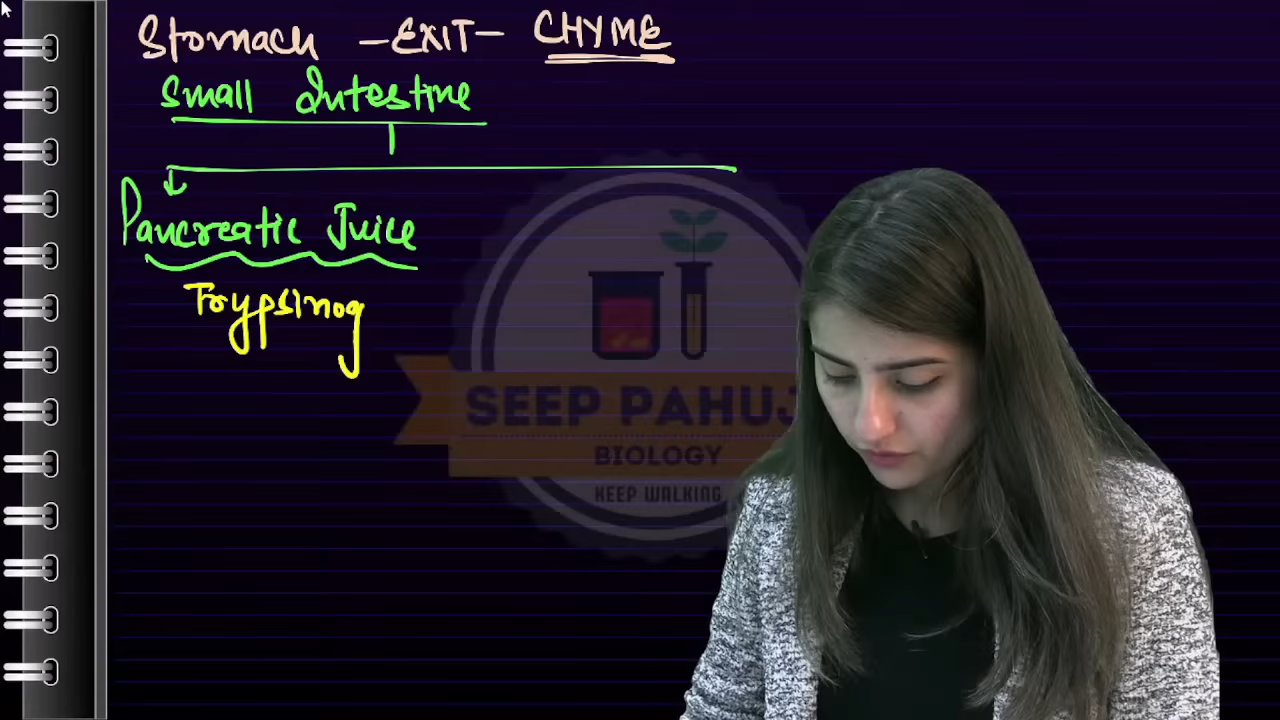 Stomach - EXIT - CHYME
Small Intestine
Pancreatic Juice
Trypsinog
SEEP PAHUJ
BIOLOGY
KEEP WALKING